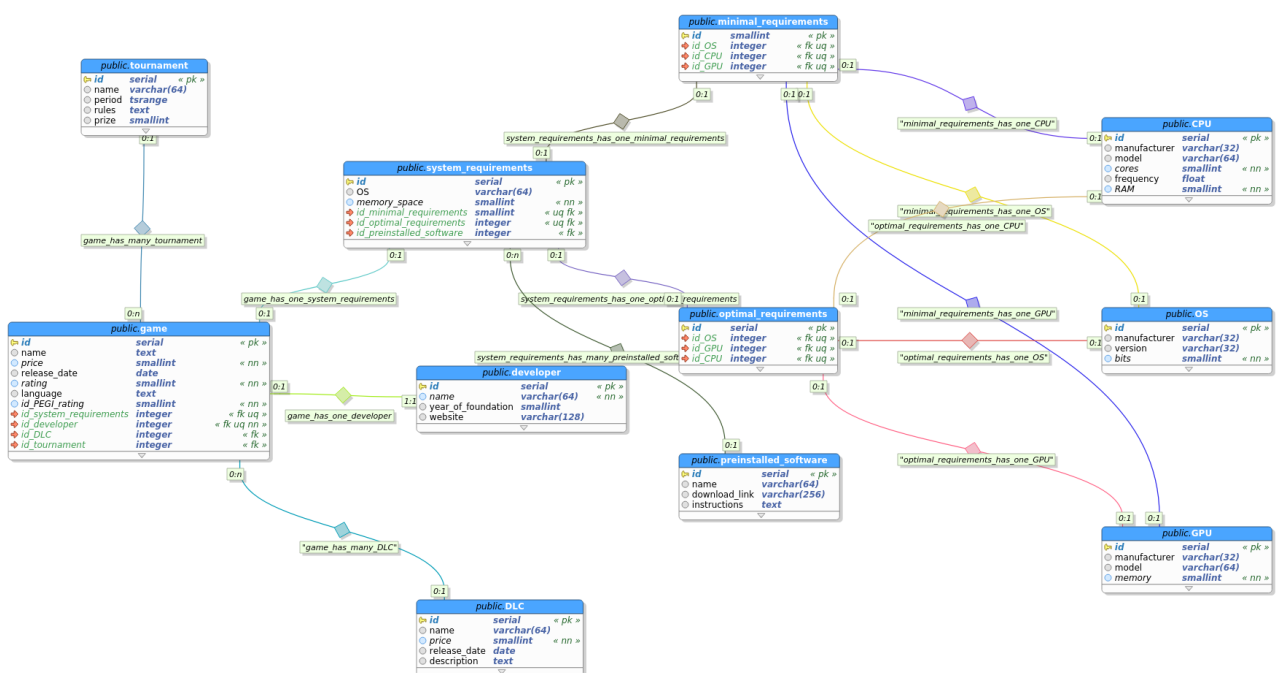 public.minimal_requirements
id smallint « pk »
id_OS integer « fk uq »
id_CPU integer « fk uq »
id_GPU integer « fk uq »
public.tournament
id serial « pk »
name varchar(64)
period tsrange
rules text
prize smallint
0:1
0:1
0:1
0:1
0:1
"minimal_requirements_has_one_CPU"
public.CPU
id serial « pk »
manufacturer varchar(32)
model varchar(64)
cores smallint « nn »
frequency float
RAM smallint « nn »
0:1
0:1
system_requirements_has_one_minimal_requirements
0:1
0:1
public.system_requirements
id serial « pk »
OS varchar(64)
memory_space smallint « nn »
id_minimal_requirements smallint « uq fk »
id_optimal_requirements integer « uq fk »
id_preinstalled_software integer « fk »
"minimal_requirements_has_one_OS"
"optimal_requirements_has_one_CPU"
game_has_many_tournament
0:1
0:n
0:1
game_has_one_system_requirements
system_requirements_has_one_opti
0:1
requirements
0:1
0:1
0:n
0:1
"minimal_requirements_has_one_GPU"
public.optimal_requirements
id serial « pk »
id_OS integer « fk uq »
id_GPU integer « fk uq »
id_CPU integer « fk uq »
public.OS
id serial « pk »
manufacturer varchar(32)
version varchar(32)
bits smallint « nn »
0:1
0:1
"optimal_requirements_has_one_OS"
public.game
id serial « pk »
name text
price smallint « nn »
release_date date
rating smallint « nn »
language text
id_PEGI_rating smallint « nn »
id_system_requirements integer « fk uq »
id_developer integer « fk uq nn »
id_DLC integer « fk »
id_tournament integer « fk »
system_requirements_has_many_preinstalled_soft
public.developer
id serial « pk »
name varchar(64) « nn »
year_of_foundation smallint
website varchar(128)
0:1
1:1
game_has_one_developer
0:1
0:1
public.preinstalled_software
id serial « pk »
name varchar(64)
download_link varchar(256)
instructions text
"optimal_requirements_has_one_GPU"
0:n
0:1
0:1
public.GPU
id serial « pk »
manufacturer varchar(32)
model varchar(64)
memory smallint « nn »
"game_has_many_DLC"
0:1
public.DLC
id serial « pk »
name varchar(64)
price smallint « nn »
release_date date
description text